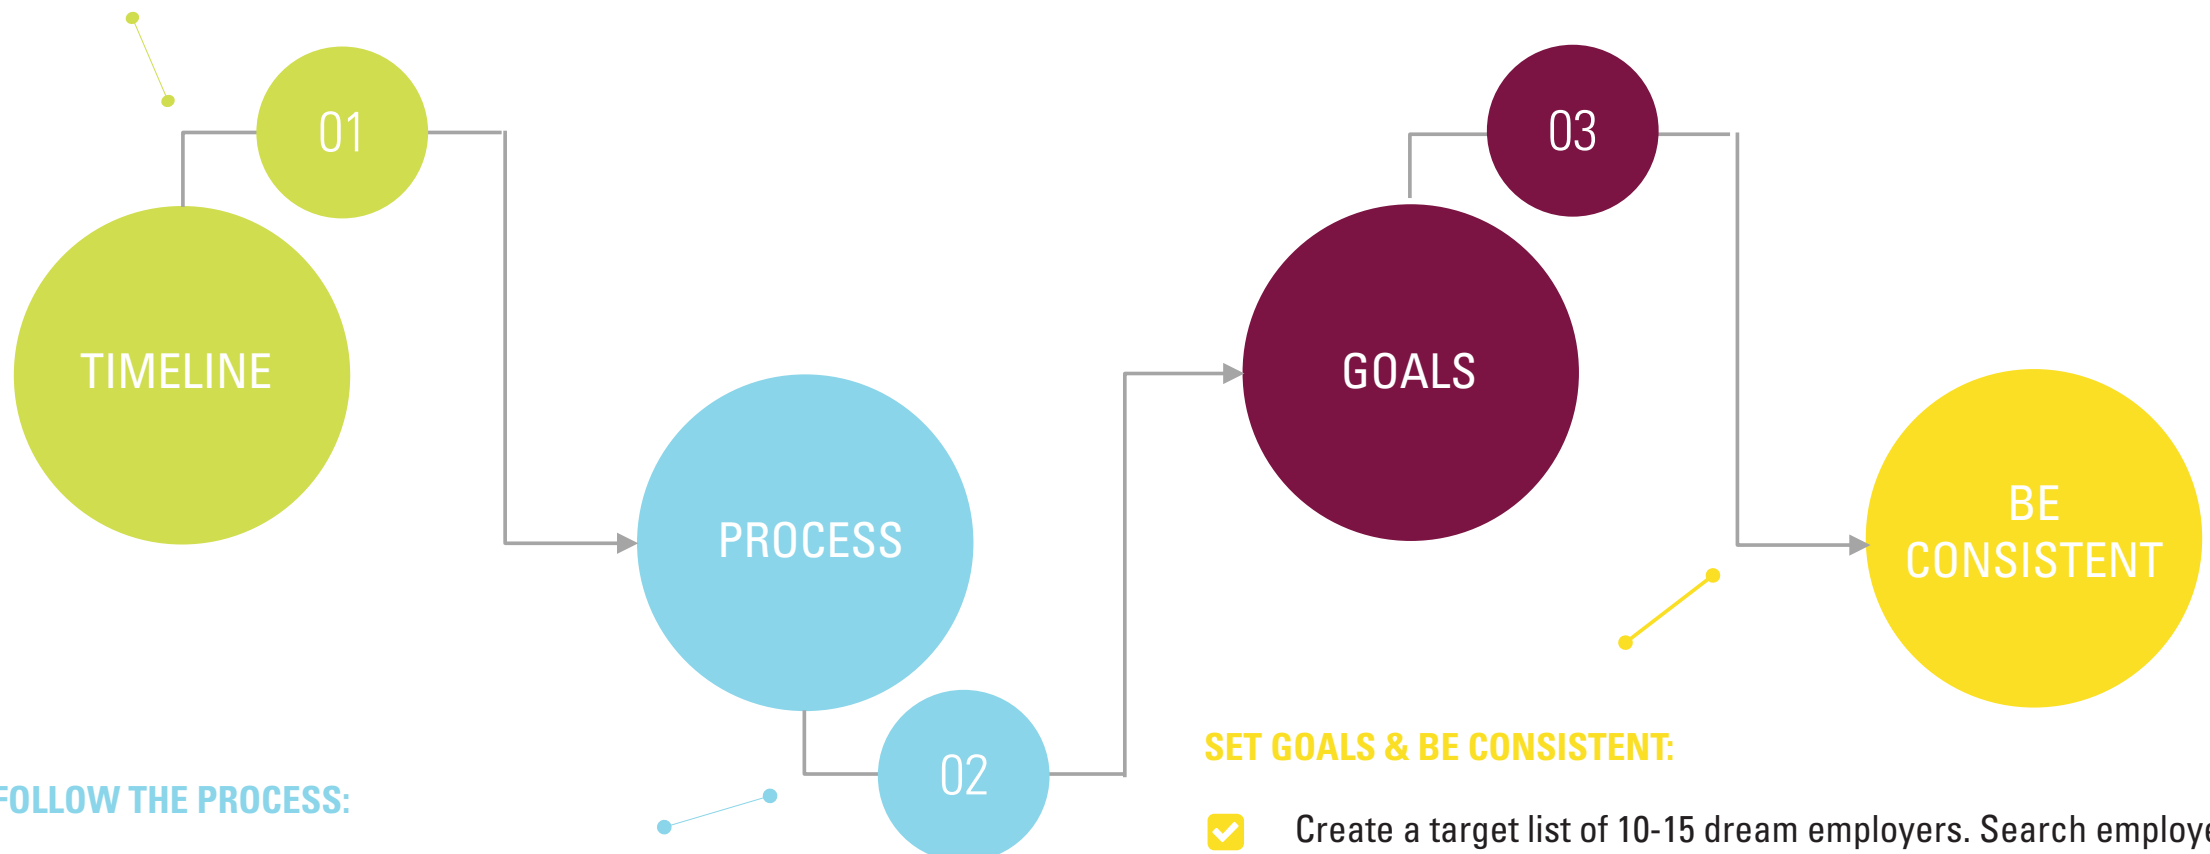 01
TIMELINE
PROCESS
02
03
GOALS
BE
CONSISTENT
FOLLOW THE PROCESS:
SET GOALS & BE CONSISTENT:
Create a target list of 10-15 dream employers. Search